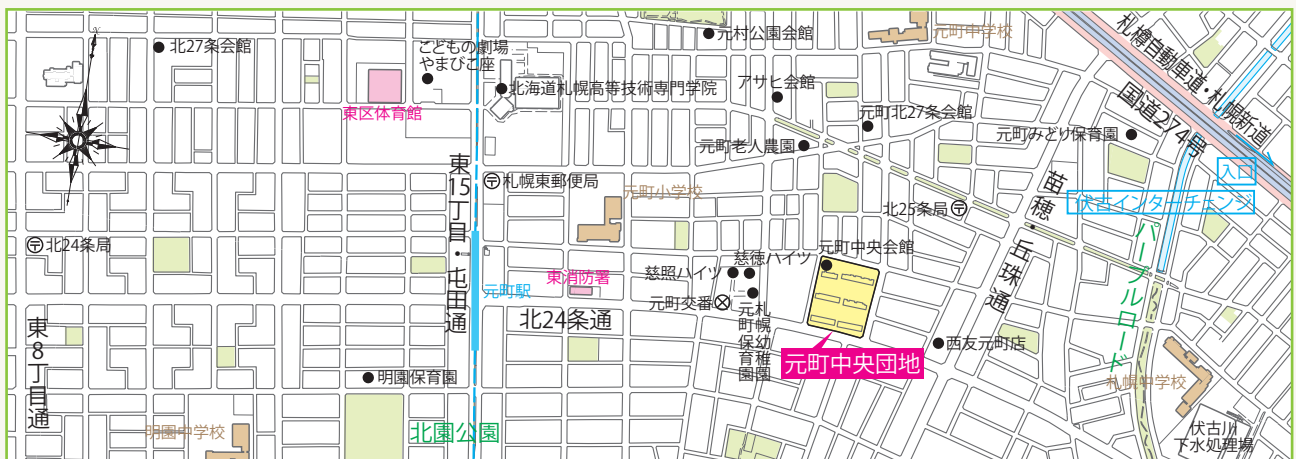 北27条会館
こどもの劇場
やまびこ座
元村公園会館
元町中学校
札樽自動車道・札幌新道
国道274号
北海道札幌高等技術専門学院
アサヒ会館
東区体育館
元町北27条会館
元町老人農園
元町みどり保育園
入口
伏古インターチェンジ
東15丁目・屯田通
〒札幌東郵便局
元町小学校
苗穂・丘珠通
北25条局〒
パープルロード
〒北24条局
元町中央会館
慈徳ハイツ
慈照ハイツ
東消防署
元町駅
元町交番
北24条通
元町保育園
札幌幼稚園
東8丁目通
西友元町店
元町中央団地
明園保育園
札幌中学校
北園公園
明園中学校
伏古川
下水処理場